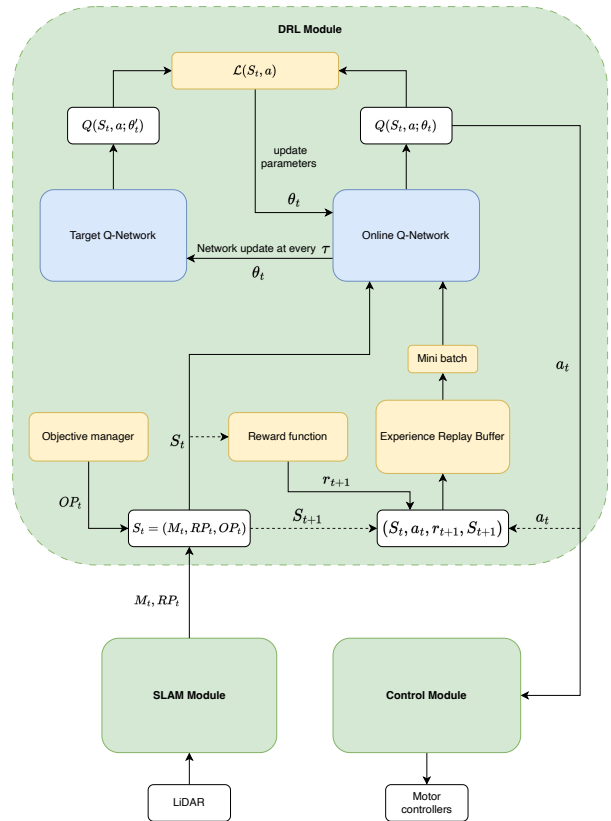 DRL Module
ℒ(S_t, a)
Q(S_t, a; θ'_t)
Q(S_t, a; θ_t)
update
parameters
θ_t
Target Q-Network
Online Q-Network
Network update at every τ
θ_t
Mini batch
a_t
Objective manager
S_t
Reward function
Experience Replay Buffer
r_{t+1}
OP_t
S_t = (M_t, RP_t, OP_t)
S_{t+1}
(S_t, a_t, r_{t+1}, S_{t+1})
a_t
M_t, RP_t
SLAM Module
Control Module
LiDAR
Motor
controllers